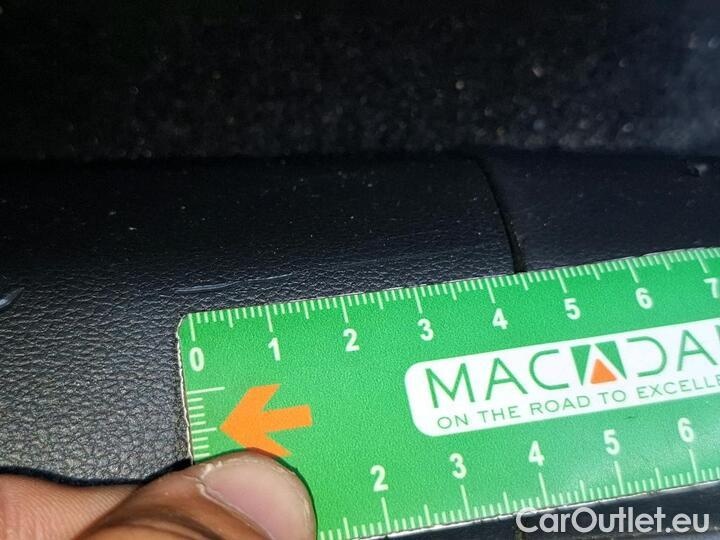 0 1 2 3 4 5 6 7
MACADA
ON THE ROAD TO EXCELLE
2 3 4 5 6
CarOutlet.eu